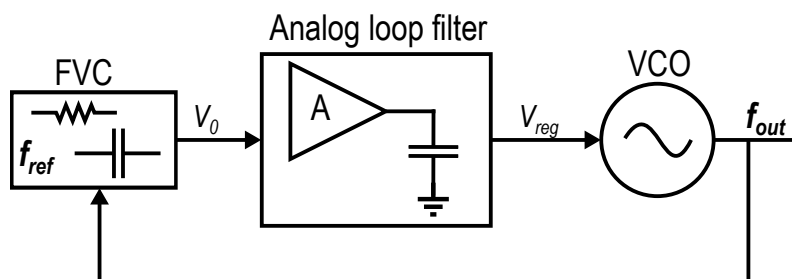 Analog loop filter
FVC
VCO
A
V0
Vreg
fout
fref